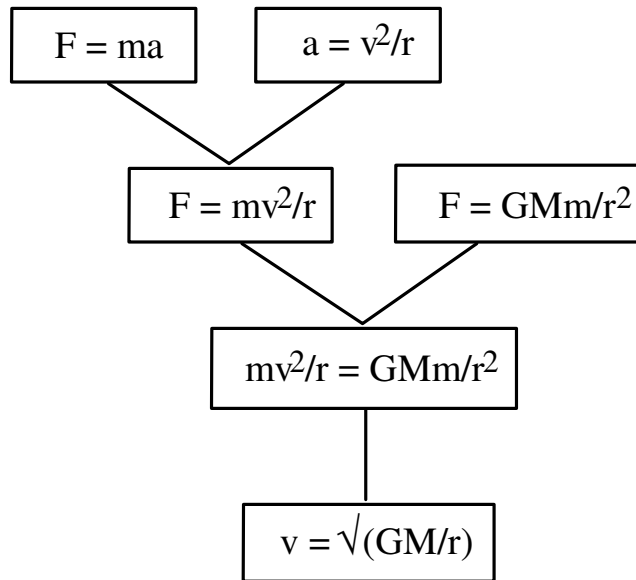 F = ma
a = v²/r
F = mv²/r
F = GMm/r²
mv²/r = GMm/r²
v = √(GM/r)